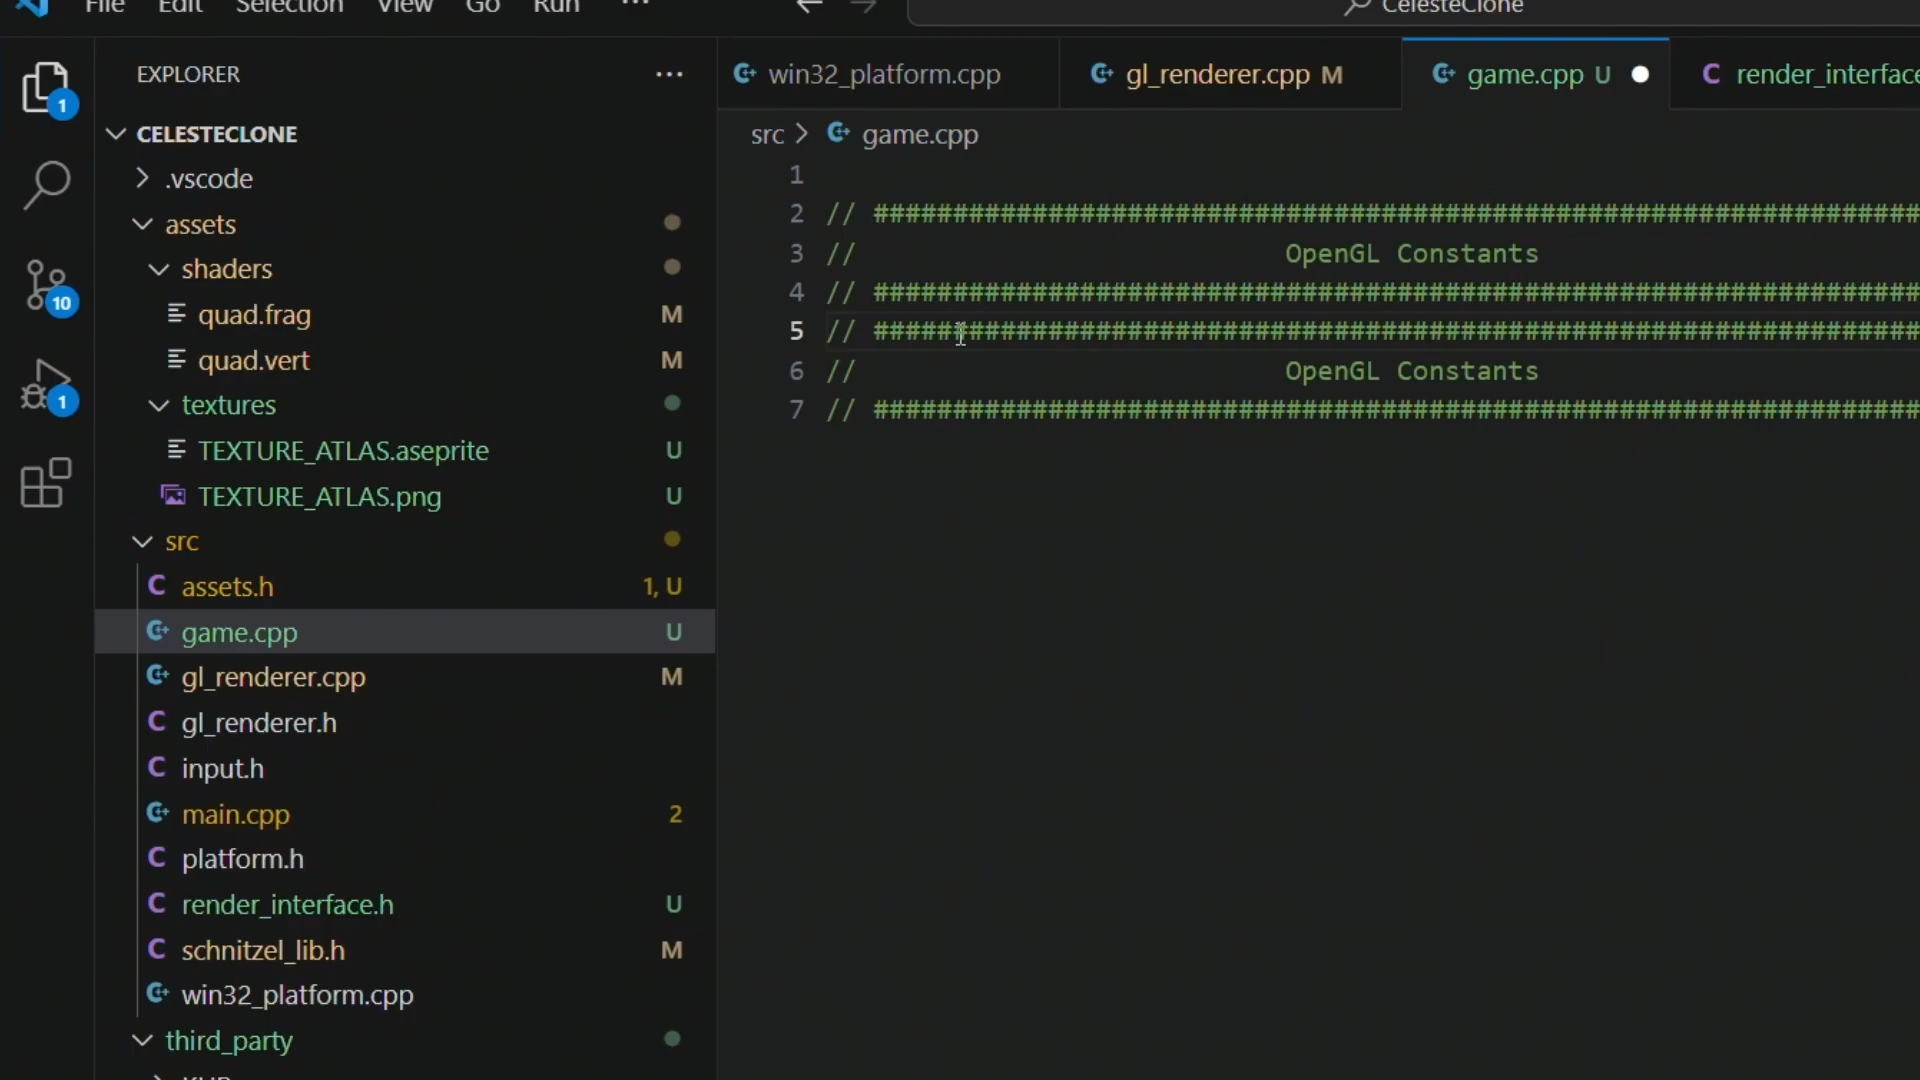 File Edit Selection View Go Run ··· CelesteClone
1
10
1
EXPLORER ···
CELESTECLONE
.vscode
assets
shaders
quad.frag M
quad.vert M
textures
TEXTURE_ATLAS.aseprite U
TEXTURE_ATLAS.png U
src
assets.h 1, U
game.cpp U
gl_renderer.cpp M
gl_renderer.h
input.h
main.cpp 2
platform.h
render_interface.h U
schnitzel_lib.h M
win32_platform.cpp
third_party
win32_platform.cpp gl_renderer.cpp M game.cpp U render_interface
src > game.cpp
1
2 // ##################################################################
3 // OpenGL Constants
4 // ##################################################################
5 // ##################################################################
6 // OpenGL Constants
7 // ##################################################################